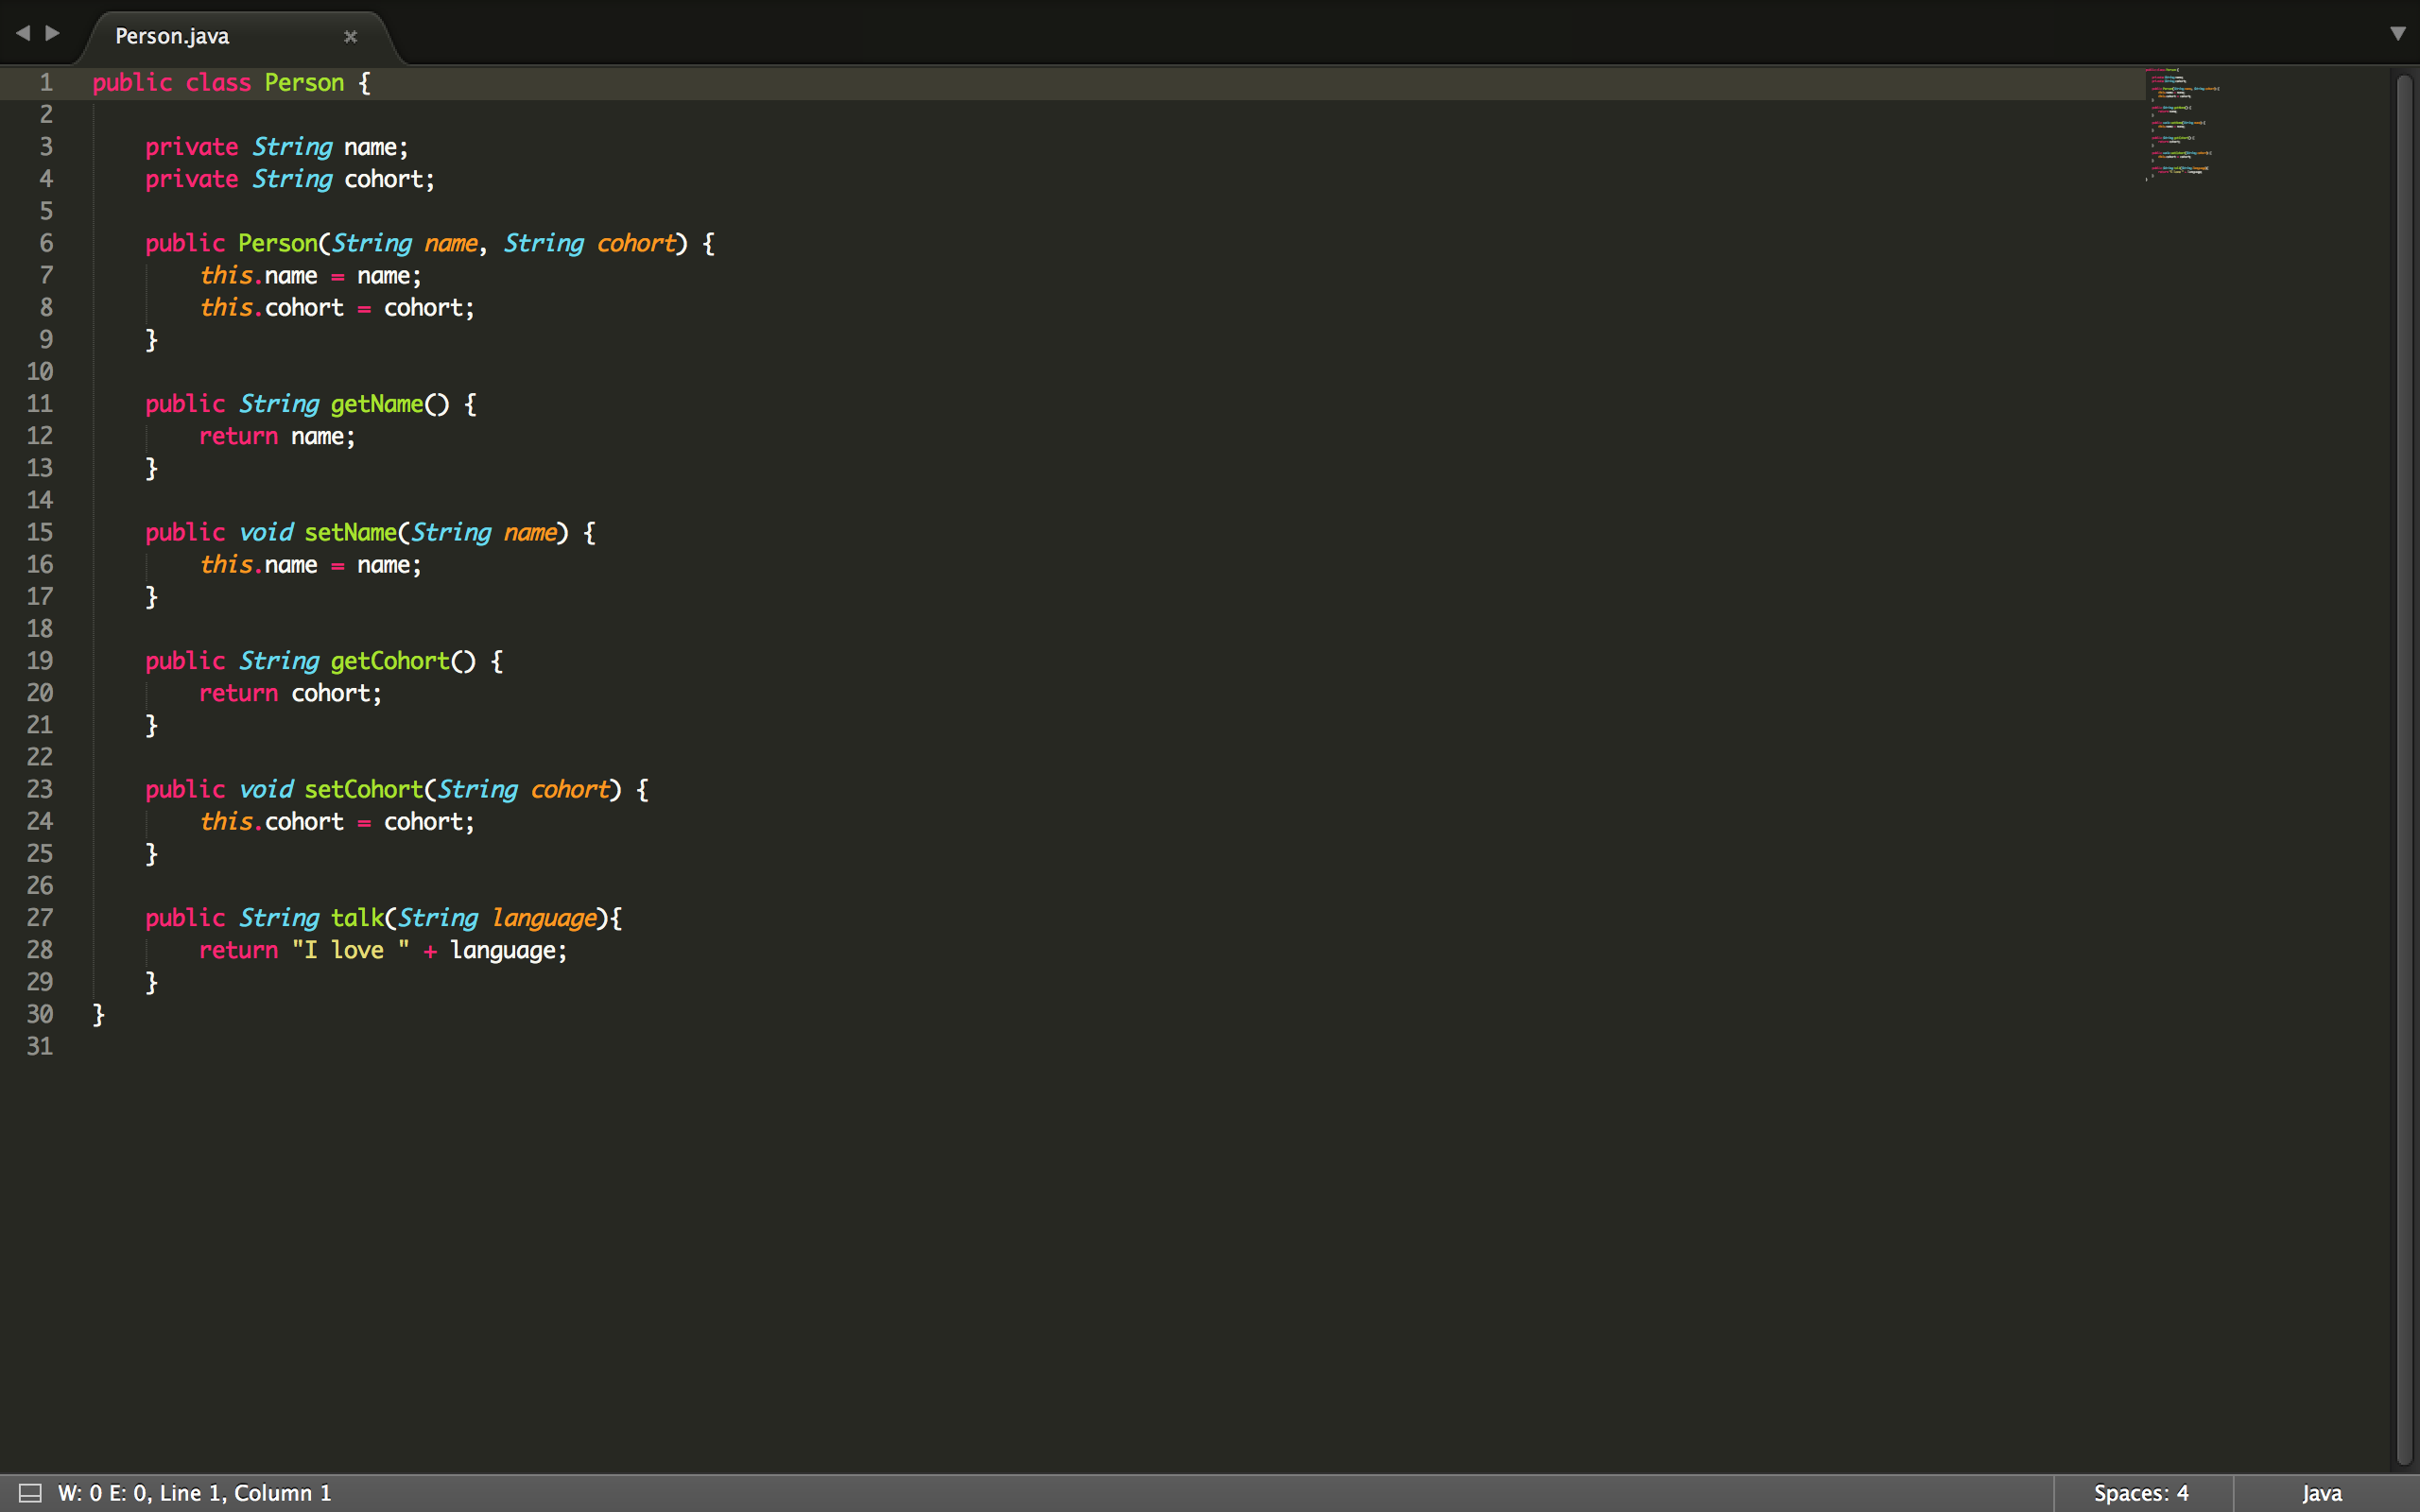 Person.java
1 public class Person {
2
3     private String name;
4     private String cohort;
5
6     public Person(String name, String cohort) {
7         this.name = name;
8         this.cohort = cohort;
9     }
10
11     public String getName() {
12         return name;
13     }
14
15     public void setName(String name) {
16         this.name = name;
17     }
18
19     public String getCohort() {
20         return cohort;
21     }
22
23     public void setCohort(String cohort) {
24         this.cohort = cohort;
25     }
26
27     public String talk(String language){
28         return "I love " + language;
29     }
30 }
31
W: 0 E: 0, Line 1, Column 1    Spaces: 4    Java